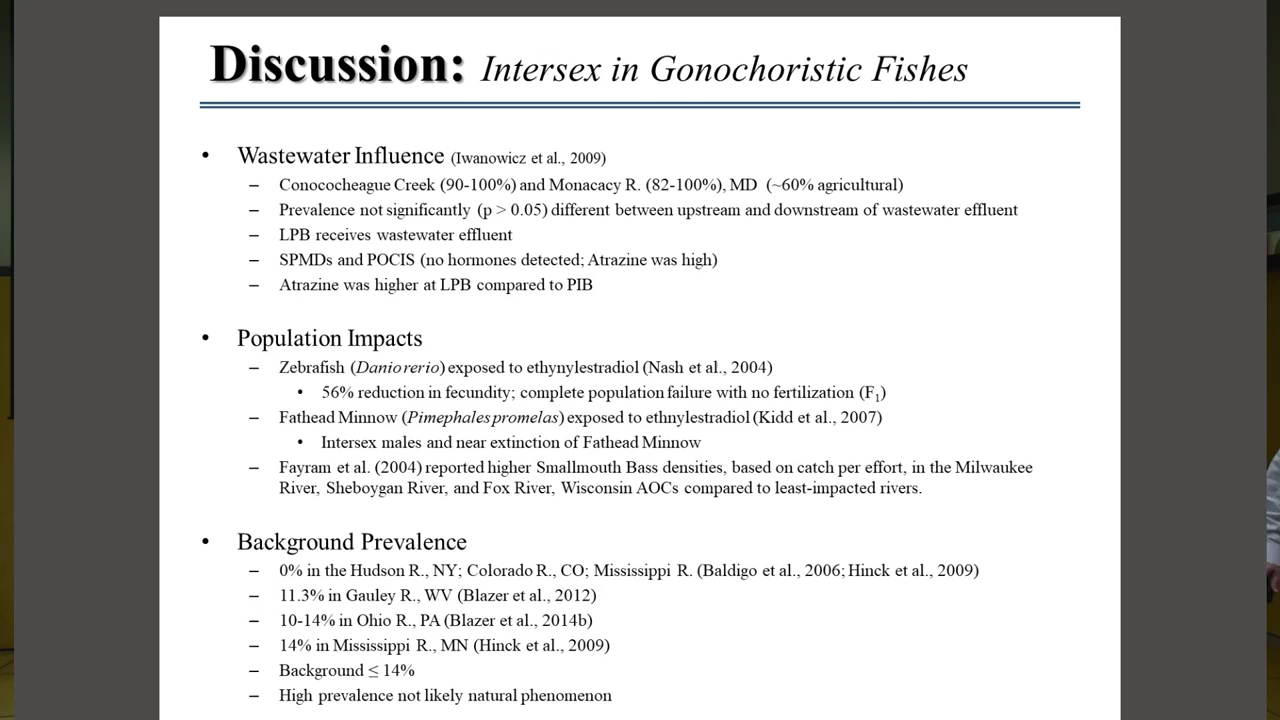 Discussion: Intersex in Gonochoristic Fishes
• Wastewater Influence (Iwanowicz et al., 2009)
– Conococheague Creek (90-100%) and Monacacy R. (82-100%), MD (~60% agricultural)
– Prevalence not significantly (p > 0.05) different between upstream and downstream of wastewater effluent
– LPB receives wastewater effluent
– SPMDs and POCIS (no hormones detected; Atrazine was high)
– Atrazine was higher at LPB compared to PIB
• Population Impacts
– Zebrafish (Danio rerio) exposed to ethynylestradiol (Nash et al., 2004)
• 56% reduction in fecundity; complete population failure with no fertilization (F₁)
– Fathead Minnow (Pimephales promelas) exposed to ethnylestradiol (Kidd et al., 2007)
• Intersex males and near extinction of Fathead Minnow
– Fayram et al. (2004) reported higher Smallmouth Bass densities, based on catch per effort, in the Milwaukee
River, Sheboygan River, and Fox River, Wisconsin AOCs compared to least-impacted rivers.
• Background Prevalence
– 0% in the Hudson R., NY; Colorado R., CO; Mississippi R. (Baldigo et al., 2006; Hinck et al., 2009)
– 11.3% in Gauley R., WV (Blazer et al., 2012)
– 10-14% in Ohio R., PA (Blazer et al., 2014b)
– 14% in Mississippi R., MN (Hinck et al., 2009)
– Background ≤ 14%
– High prevalence not likely natural phenomenon